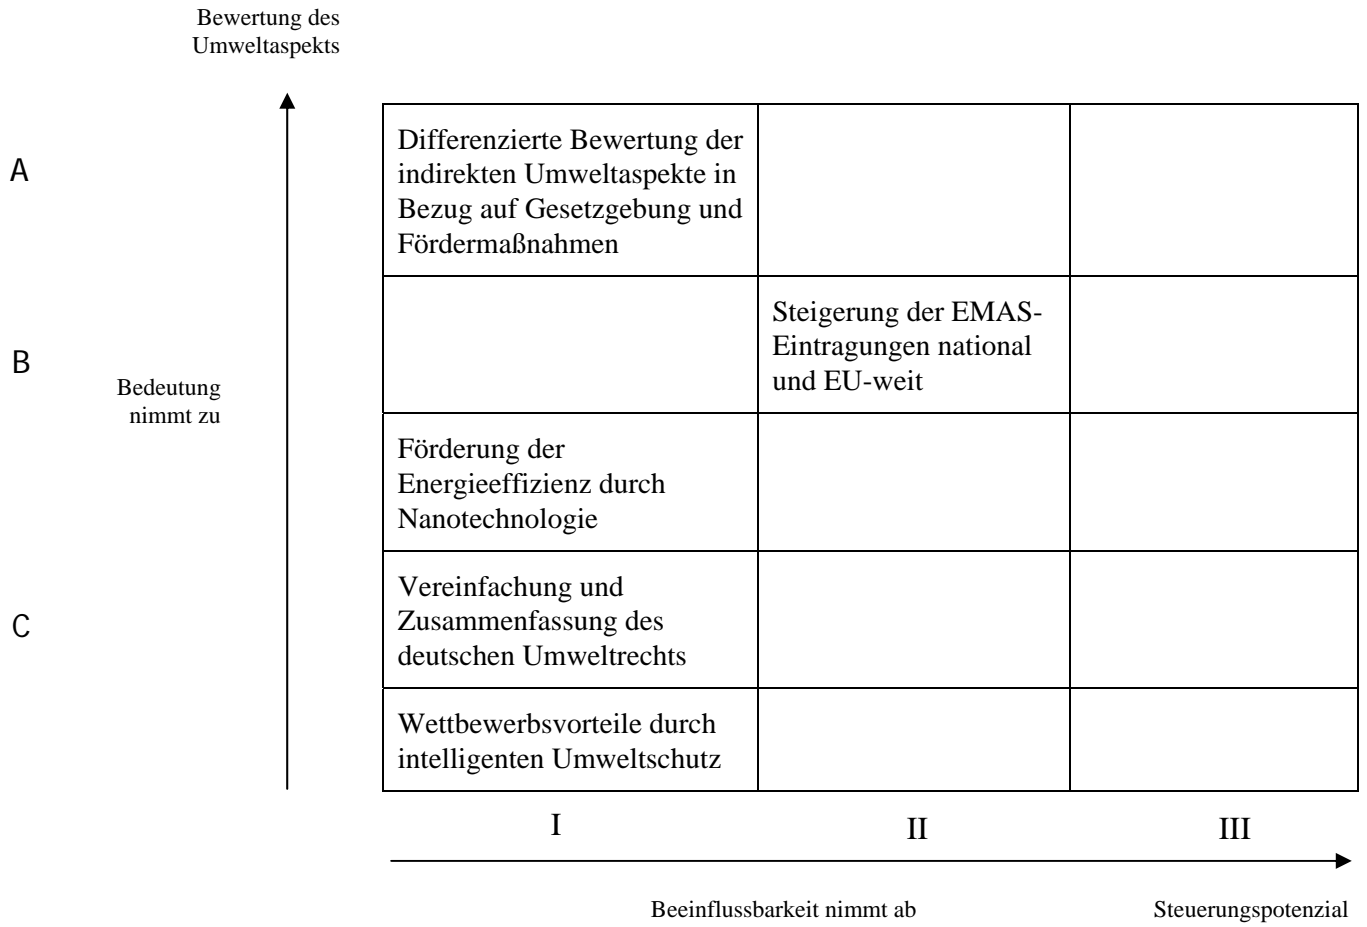 Bewertung des
Umweltaspekts
A
Differenzierte Bewertung der
indirekten Umweltaspekte in
Bezug auf Gesetzgebung und
Fördermaßnahmen
B
Bedeutung
nimmt zu
Steigerung der EMAS-
Eintragungen national
und EU-weit
Förderung der
Energieeffizienz durch
Nanotechnologie
C
Vereinfachung und
Zusammenfassung des
deutschen Umweltrechts
Wettbewerbsvorteile durch
intelligenten Umweltschutz
I II III
Beeinflussbarkeit nimmt ab Steuerungspotenzial